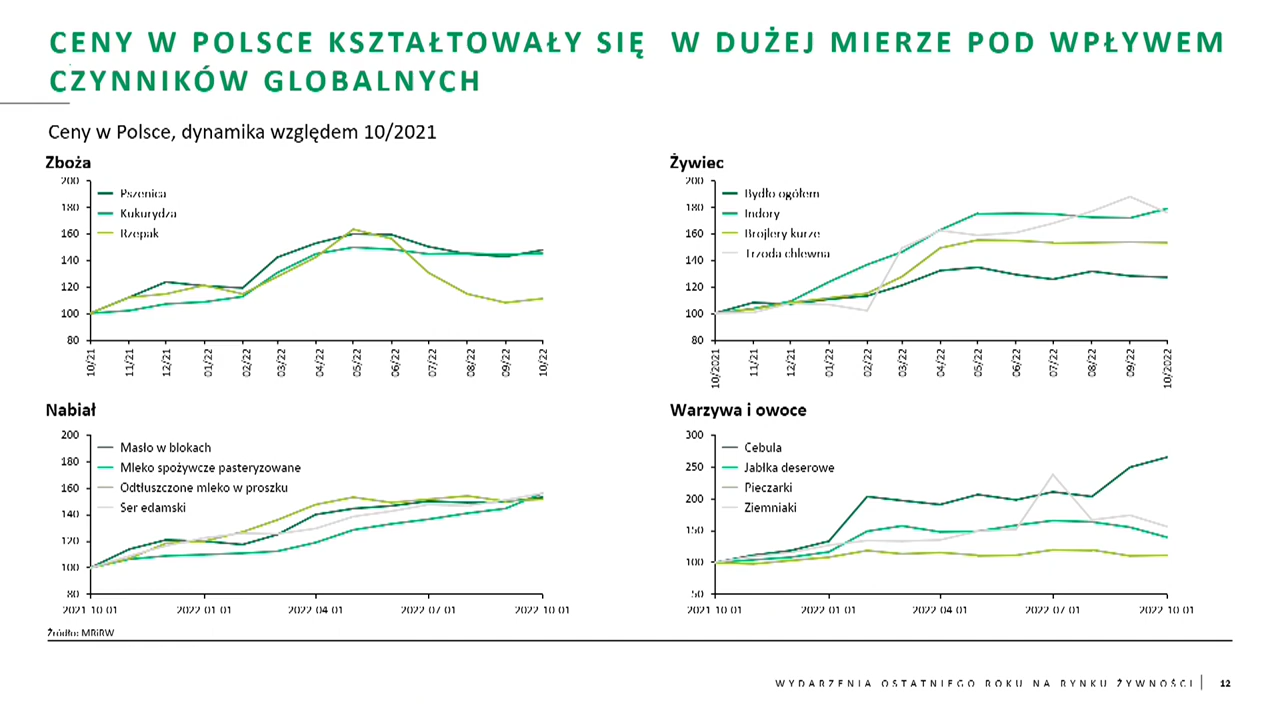 CENY W POLSCE KSZTAŁTOWAŁY SIĘ W DUŻEJ MIERZE POD WPŁYWEM
CZYNNIKÓW GLOBALNYCH
Ceny w Polsce, dynamika względem 10/2021
Zboża
200
180
160
140
120
100
80
Pszenica
Kukurydza
Rzepak
10/21
11/21
12/21
01/22
02/22
03/22
04/22
05/22
06/22
07/22
08/22
09/22
10/22
Żywiec
200
180
160
140
120
100
80
Bydło ogółem
Indory
Brojlery kurze
Trzoda chlewna
10/2021
11/21
12/21
01/22
02/22
03/22
04/22
05/22
06/22
07/22
08/22
09/22
10/2022
Nabiał
200
180
160
140
120
100
80
Masło w blokach
Mleko spożywcze pasteryzowane
Odtłuszczone mleko w proszku
Ser edamski
2021-10-01
2022-01-01
2022-04-01
2022-07-01
2022-10-01
Warzywa i owoce
300
250
200
150
100
50
Cebula
Jabłka deserowe
Pieczarki
Ziemniaki
2021-10-01
2022-01-01
2022-04-01
2022-07-01
2022-10-01
Źródło: MRiRW
WYDARZENIA OSTATNIEGO ROKU NA RYNKU ŻYWNOŚCI | 12